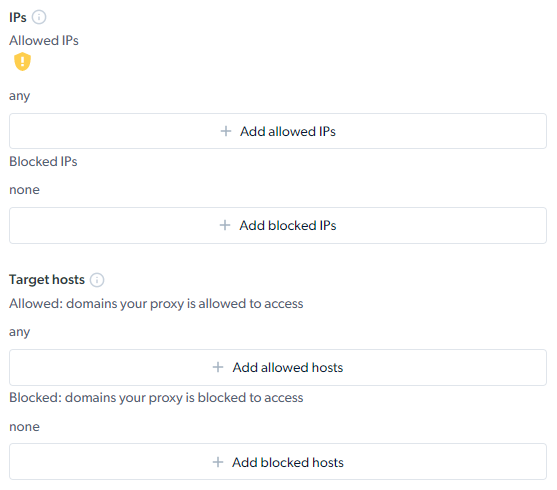 IPs
Allowed IPs
any
+ Add allowed IPs
Blocked IPs
none
+ Add blocked IPs
Target hosts
Allowed: domains your proxy is allowed to access
any
+ Add allowed hosts
Blocked: domains your proxy is blocked to access
none
+ Add blocked hosts